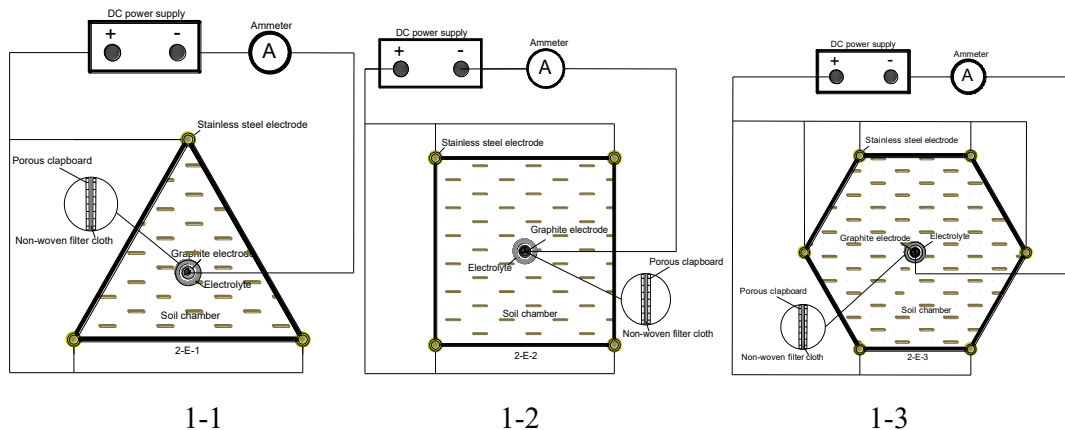 DC power supply
Ammeter
+ -
A
Stainless steel electrode
Porous clapboard
Non-woven filter cloth
Graphite electrode
Electrolyte
Soil chamber
2-E-1
1-1
DC power supply
Ammeter
+ -
A
Stainless steel electrode
Graphite electrode
Electrolyte
Porous clapboard
Soil chamber
Non-woven filter cloth
2-E-2
1-2
DC power supply
Ammeter
+ -
A
Stainless steel electrode
Graphite electrode
Electrolyte
Porous clapboard
Soil chamber
Non-woven filter cloth
2-E-3
1-3